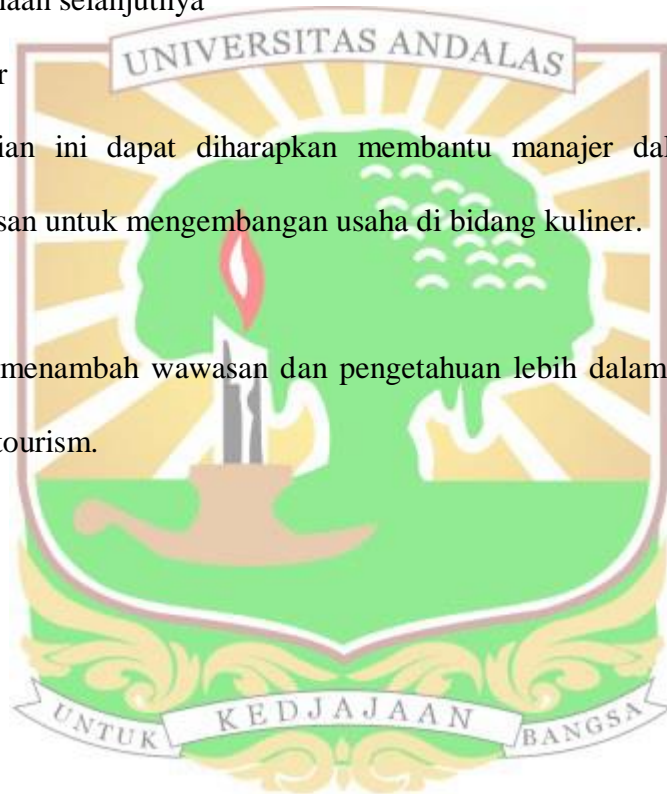 naan selanjutnya
UNIVERSITAS ANDALAS
r
ian ini dapat diharapkan membantu manajer dal
san untuk mengembangan usaha di bidang kuliner.
menambah wawasan dan pengetahuan lebih dalam
tourism.
UNTUK KEDJAJAAN BANGSA